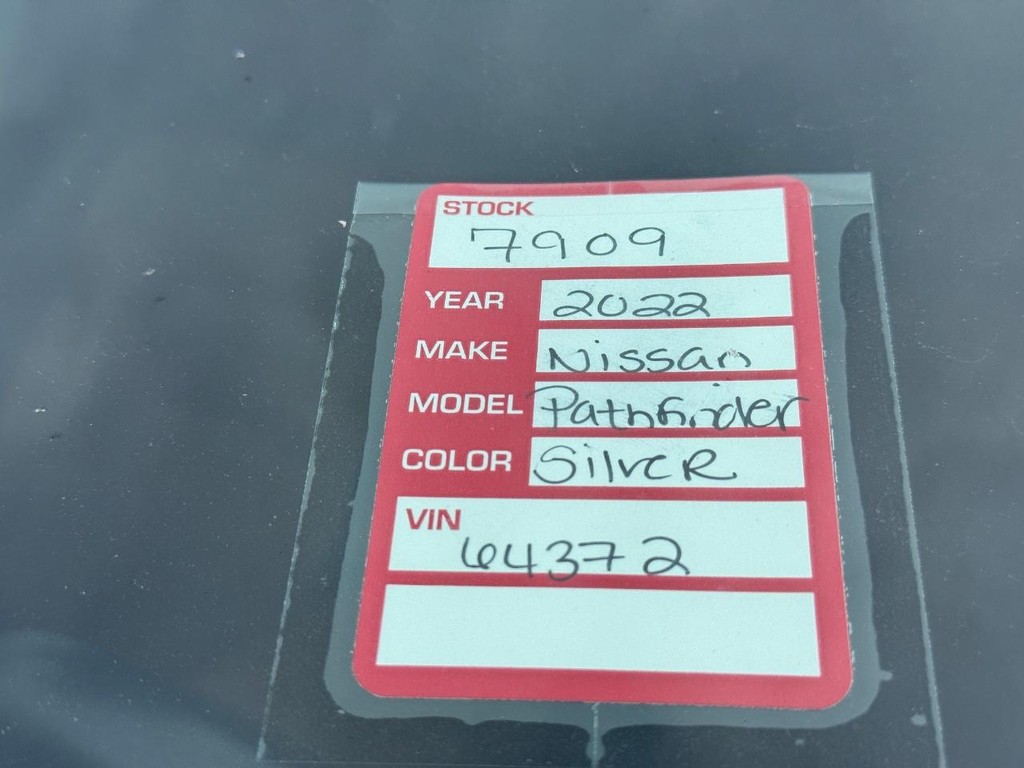 STOCK
7909
YEAR 2022
MAKE Nissan
MODEL Pathfinder
COLOR SilveR
VIN
64372